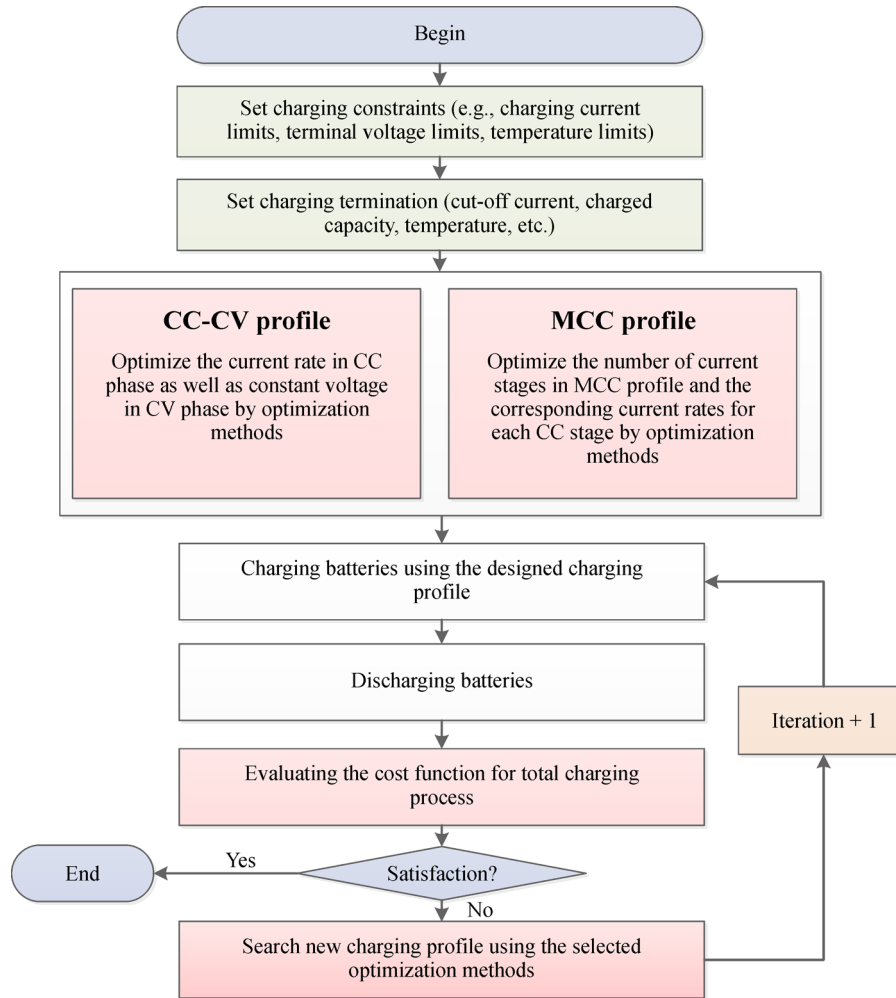 Begin
Set charging constraints (e.g., charging current
limits, terminal voltage limits, temperature limits)
Set charging termination (cut-off current, charged
capacity, temperature, etc.)
CC-CV profile
Optimize the current rate in CC
phase as well as constant voltage
in CV phase by optimization
methods
MCC profile
Optimize the number of current
stages in MCC profile and the
corresponding current rates for
each CC stage by optimization
methods
Charging batteries using the designed charging
profile
Discharging batteries
Iteration + 1
Evaluating the cost function for total charging
process
Satisfaction?
Yes
End
No
Search new charging profile using the selected
optimization methods